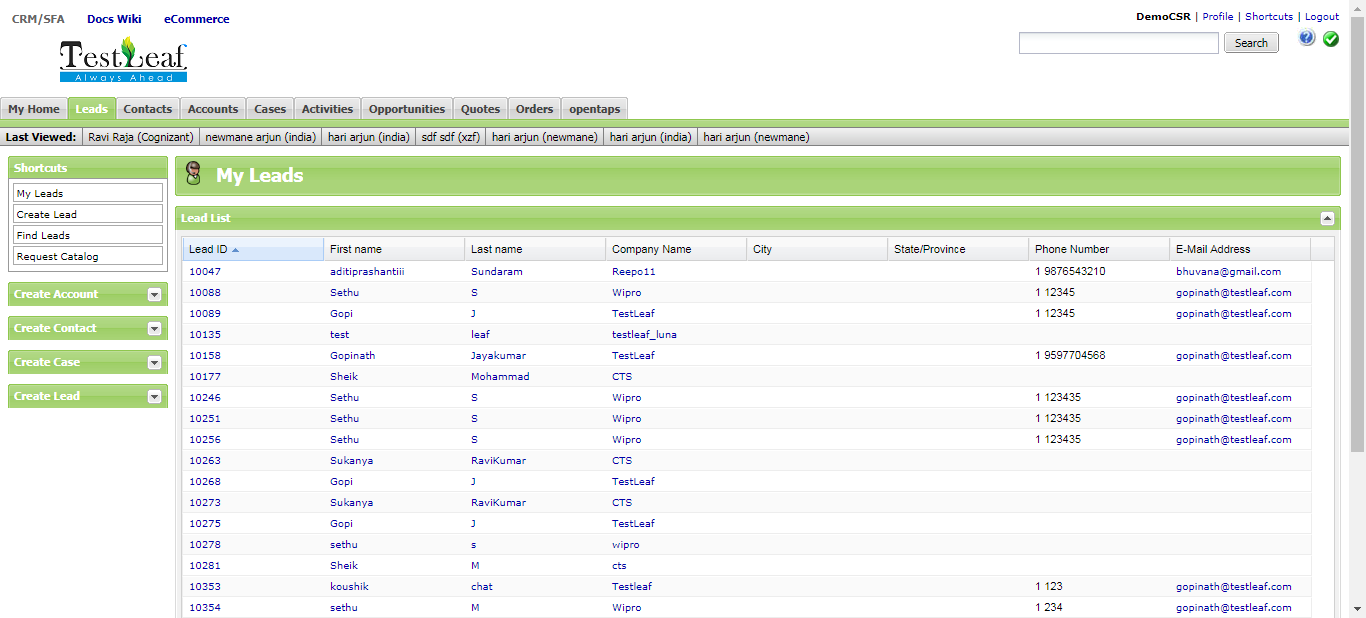 CRM/SFA Docs Wiki eCommerce
DemoCSR | Profile | Shortcuts | Logout
Search
TestLeaf
Always Ahead
My Home Leads Contacts Accounts Cases Activities Opportunities Quotes Orders opentaps
Last Viewed: Ravi Raja (Cognizant) newmane arjun (india) hari arjun (india) sdf sdf (xzf) hari arjun (newmane) hari arjun (india) hari arjun (newmane)
Shortcuts
My Leads
Create Lead
Find Leads
Request Catalog
Create Account
Create Contact
Create Case
Create Lead
My Leads
Lead List
Lead ID First name Last name Company Name City State/Province Phone Number E-Mail Address
10047 aditiprashantiii Sundaram Reepo11 1 9876543210 bhuvana@gmail.com
10088 Sethu S Wipro 1 12345 gopinath@testleaf.com
10089 Gopi J TestLeaf 1 12345 gopinath@testleaf.com
10135 test leaf testleaf_luna
10158 Gopinath Jayakumar TestLeaf 1 9597704568 gopinath@testleaf.com
10177 Sheik Mohammad CTS
10246 Sethu S Wipro 1 123435 gopinath@testleaf.com
10251 Sethu S Wipro 1 123435 gopinath@testleaf.com
10256 Sethu S Wipro 1 123435 gopinath@testleaf.com
10263 Sukanya RaviKumar CTS
10268 Gopi J TestLeaf
10273 Sukanya RaviKumar CTS
10275 Gopi J TestLeaf
10278 sethu s wipro
10281 Sheik M cts
10353 koushik chat Testleaf 1 123 gopinath@testleaf.com
10354 sethu M Wipro 1 234 gopinath@testleaf.com